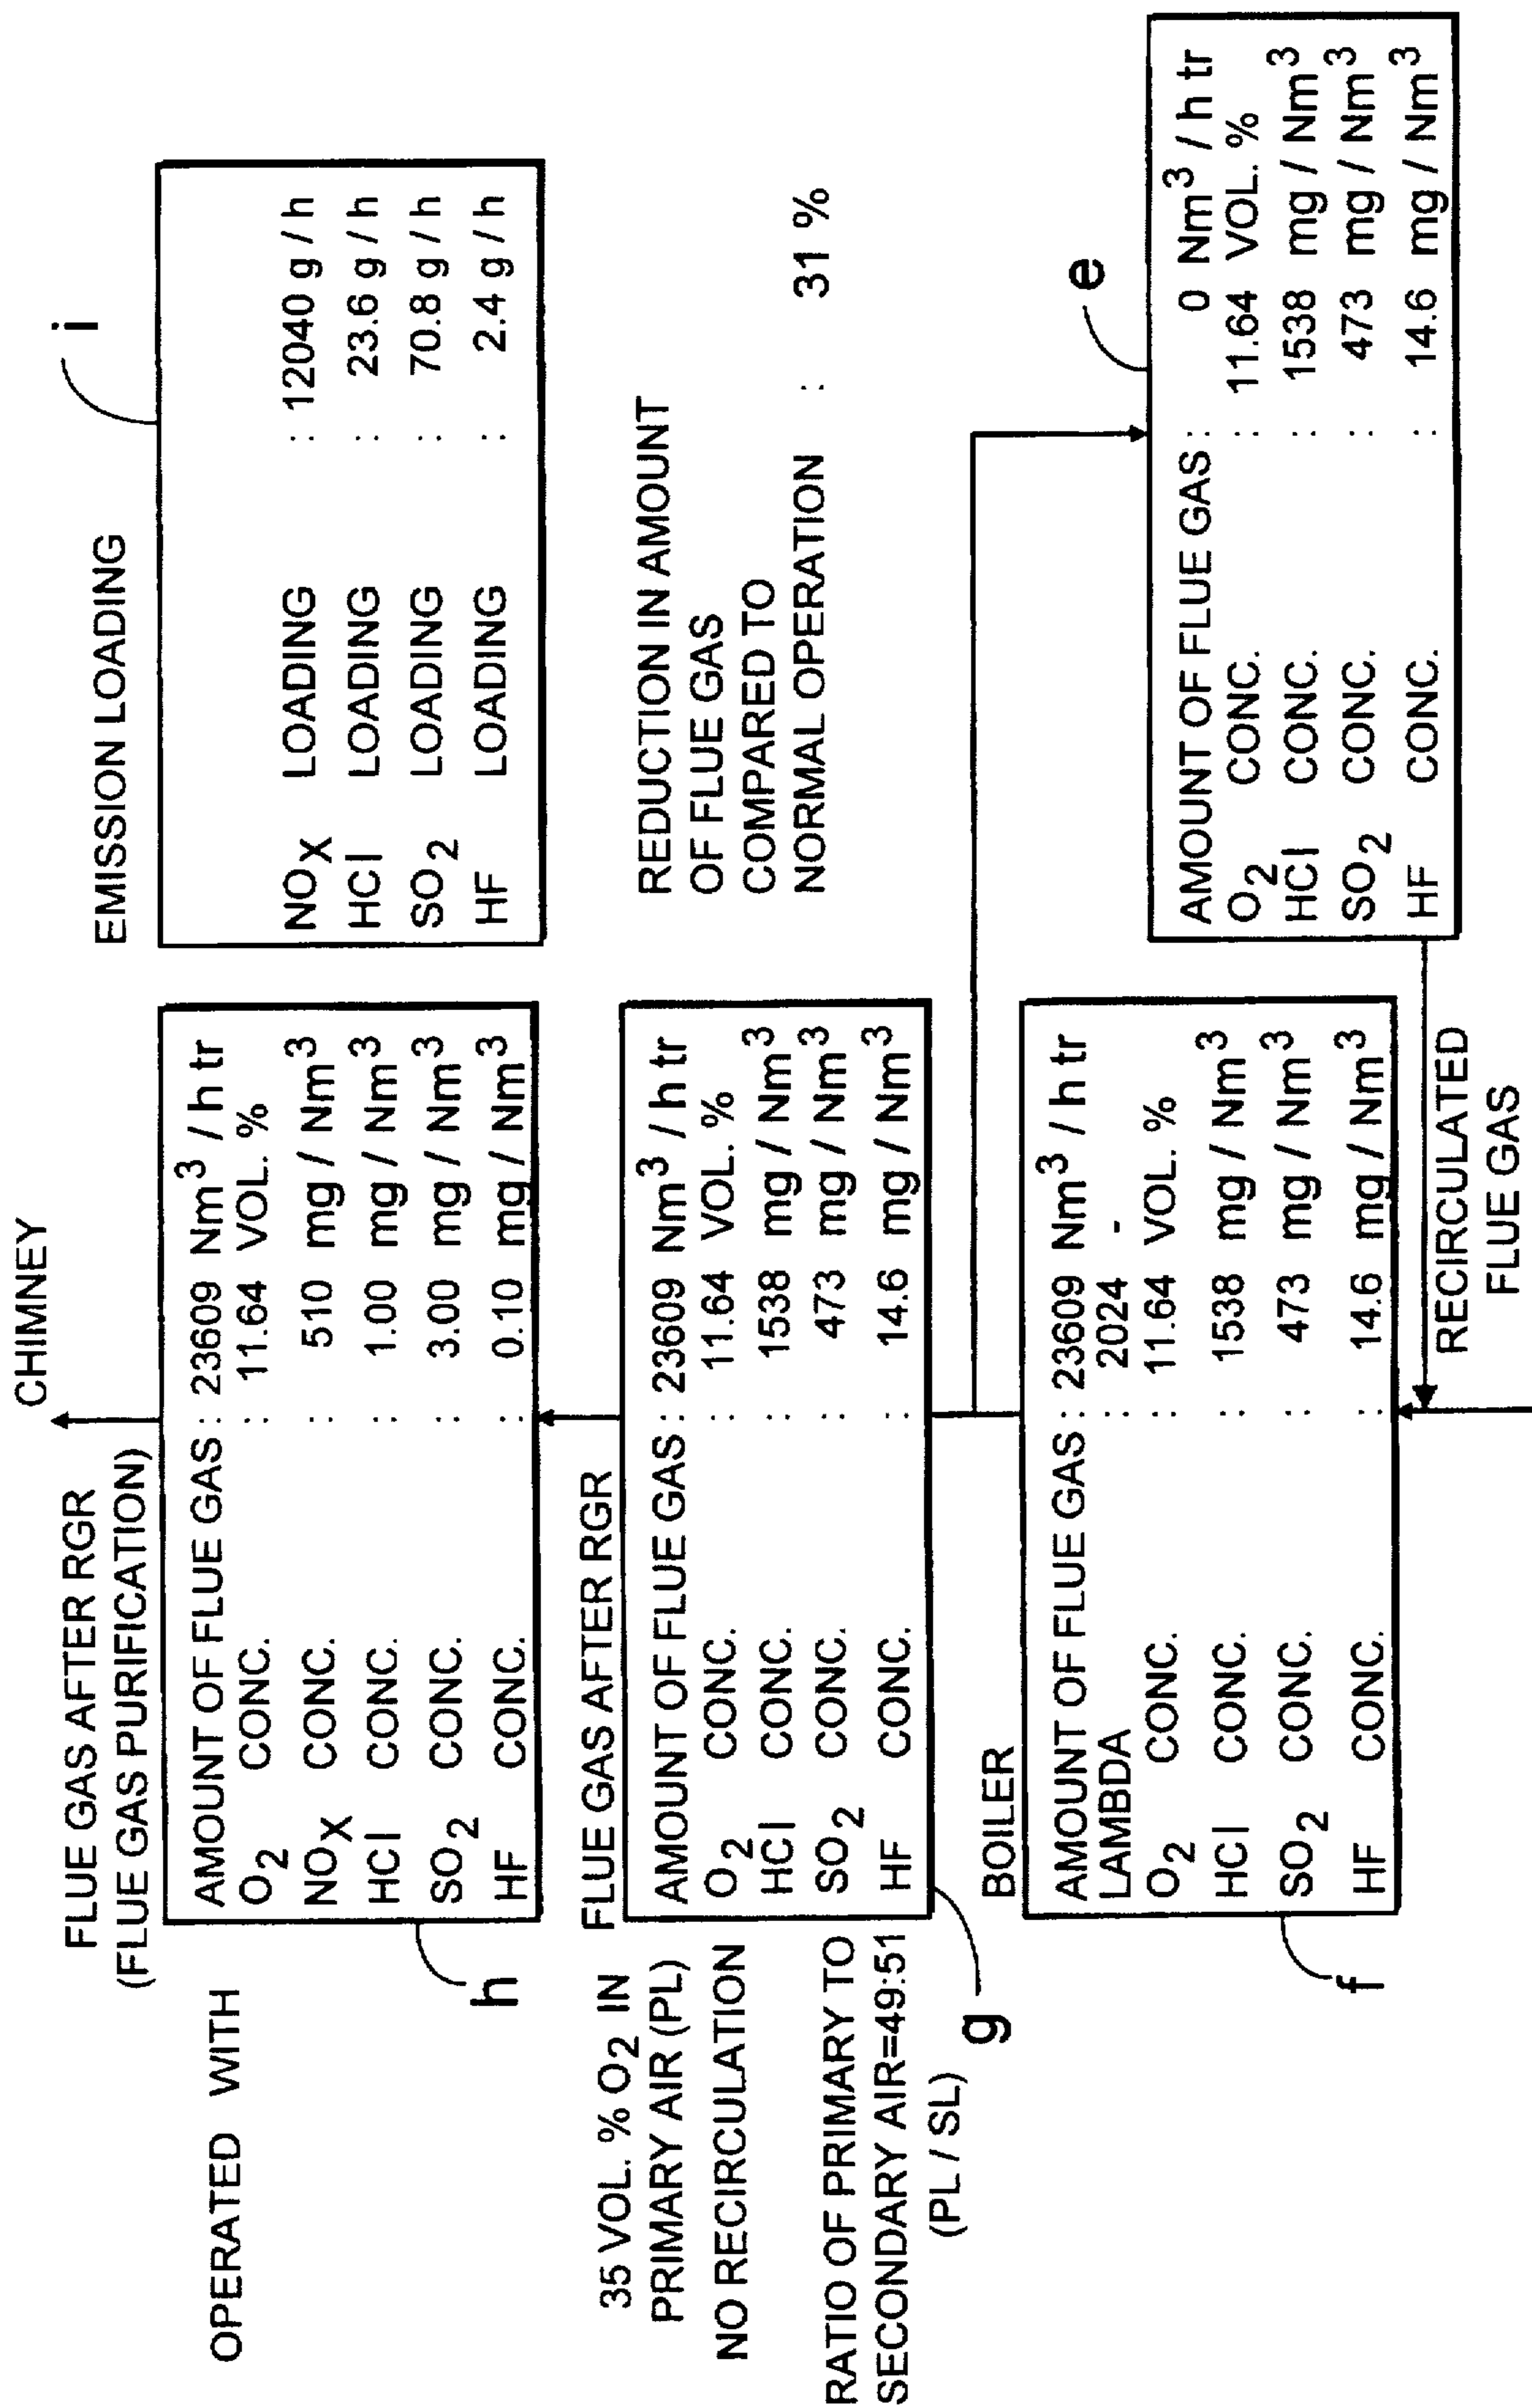 CHIMNEY
FLUE GAS AFTER RGR
(FLUE GAS PURIFICATION)
OPERATED WITH
AMOUNT OF FLUE GAS : 23609 Nm³ / h tr
O₂ CONC. : 11.64 VOL. %
NOₓ CONC. : 510 mg / Nm³
HCl CONC. : 1.00 mg / Nm³
SO₂ CONC. : 3.00 mg / Nm³
HF CONC. : 0.10 mg / Nm³
h
EMISSION LOADING
i
NOₓ LOADING : 12040 g / h
HCl LOADING : 23.6 g / h
SO₂ LOADING : 70.8 g / h
HF LOADING : 2.4 g / h
35 VOL. % O₂ IN
PRIMARY AIR (PL)
NO RECIRCULATION
RATIO OF PRIMARY TO
SECONDARY AIR=49:51
(PL / SL)
FLUE GAS AFTER RGR
AMOUNT OF FLUE GAS : 23609 Nm³ / h tr
O₂ CONC. : 11.64 VOL. %
HCl CONC. : 1538 mg / Nm³
SO₂ CONC. : 473 mg / Nm³
HF CONC. : 14.6 mg / Nm³
g
REDUCTION IN AMOUNT
OF FLUE GAS
COMPARED TO
NORMAL OPERATION : 31 %
BOILER
AMOUNT OF FLUE GAS : 23609 Nm³ / h tr
LAMBDA : 2024 -
O₂ CONC. : 11.64 VOL. %
HCl CONC. : 1538 mg / Nm³
SO₂ CONC. : 473 mg / Nm³
HF CONC. : 14.6 mg / Nm³
f
e
AMOUNT OF FLUE GAS : 0 Nm³ / h tr
O₂ CONC. : 11.64 VOL. %
HCl CONC. : 1538 mg / Nm³
SO₂ CONC. : 473 mg / Nm³
HF CONC. : 14.6 mg / Nm³
RECIRCULATED
FLUE GAS